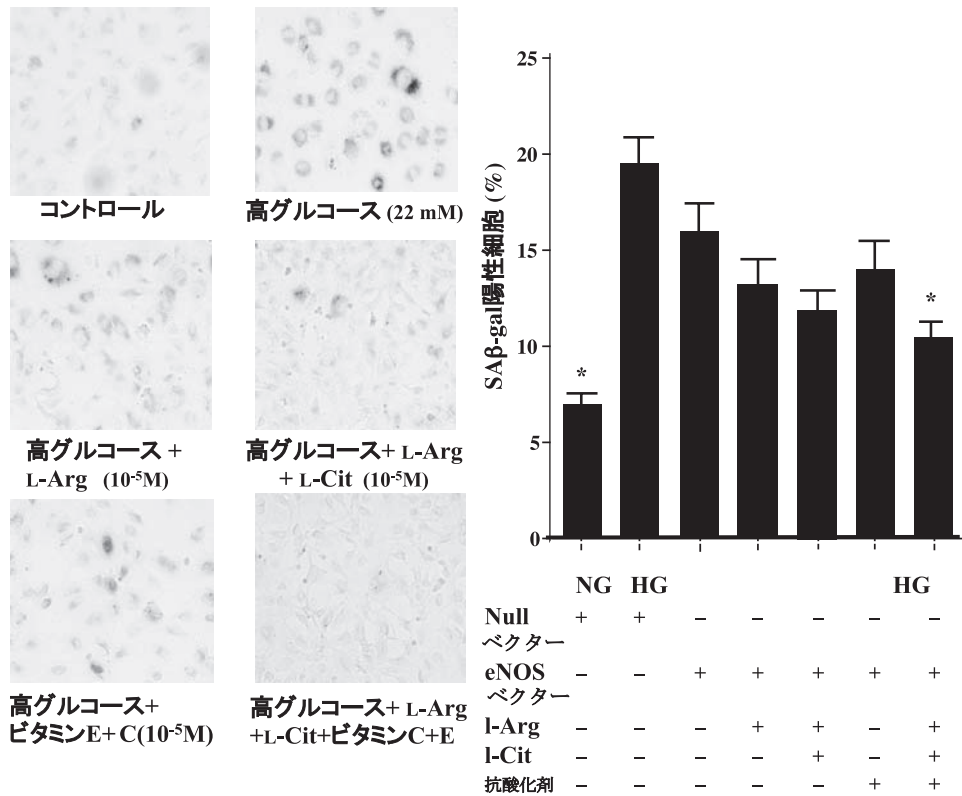 コントロール
高グルコース (22 mM)
高グルコース +
L-Arg (10⁻⁵M)
高グルコース+ L-Arg
+ L-Cit (10⁻⁵M)
高グルコース+
ビタミンE+ C(10⁻⁵M)
高グルコース+ L-Arg
+L-Cit+ビタミンC+E
SAβ-gal陽性細胞 (%)
25
20
15
10
5
0
*
*
NG HG HG
Null + + – – – – –
ベクター
eNOS – – + + + + +
ベクター
l-Arg – – – + + – +
l-Cit – – – – + – +
抗酸化剤 – – – – – + +